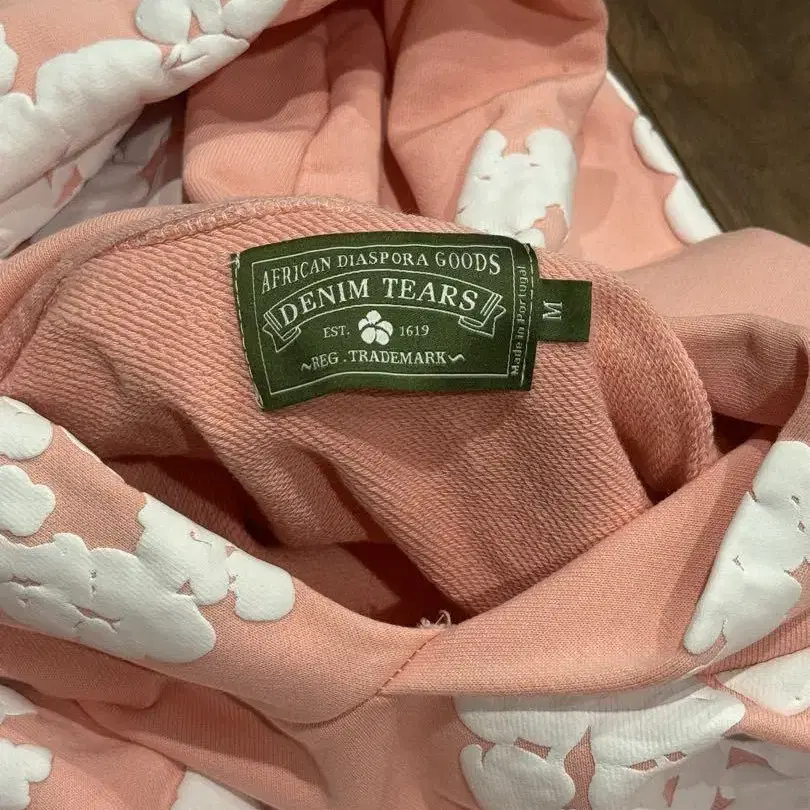 AFRICAN DIASPORA GOODS
DENIM TEARS
EST. 1619
REG. TRADEMARK
Made in Portugal
M